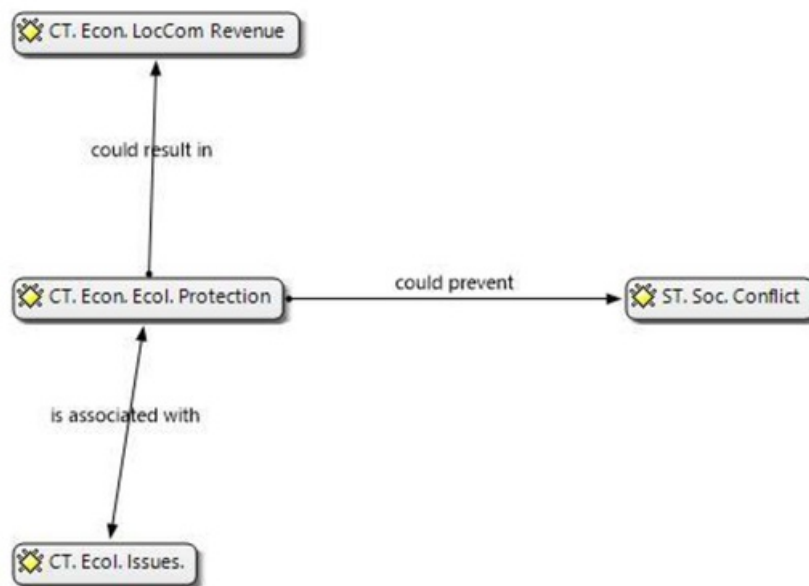 CT. Econ. LocCom Revenue
could result in
CT. Econ. Ecol. Protection
could prevent
ST. Soc. Conflict
is associated with
CT. Ecol. Issues.